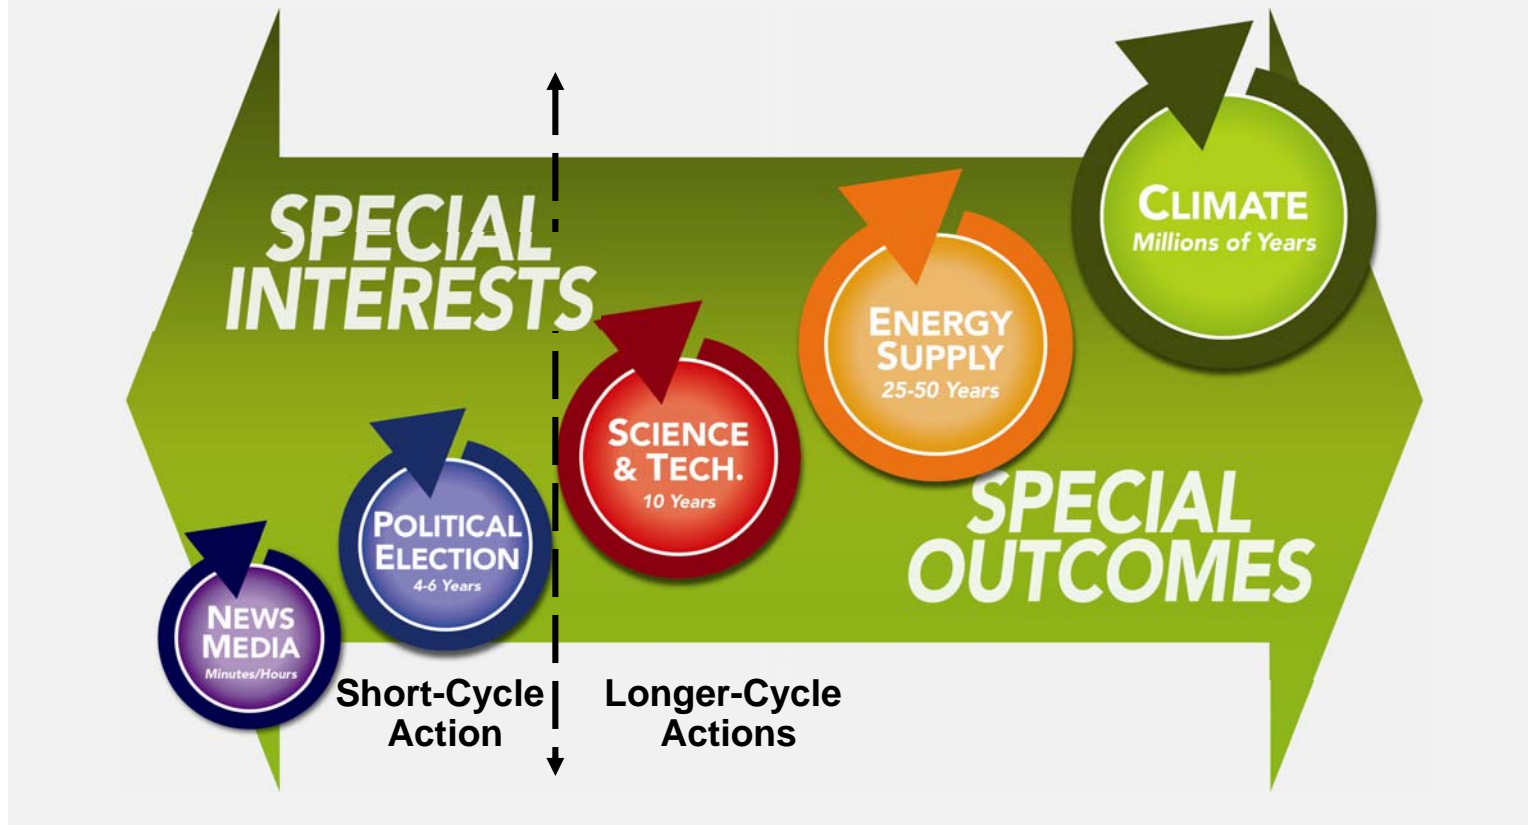 SPECIAL
INTERESTS
CLIMATE
Millions of Years
ENERGY
SUPPLY
25-50 Years
SCIENCE
& TECH.
10 Years
POLITICAL
ELECTION
4-6 Years
NEWS
MEDIA
Minutes/Hours
SPECIAL
OUTCOMES
Short-Cycle
Action
Longer-Cycle
Actions